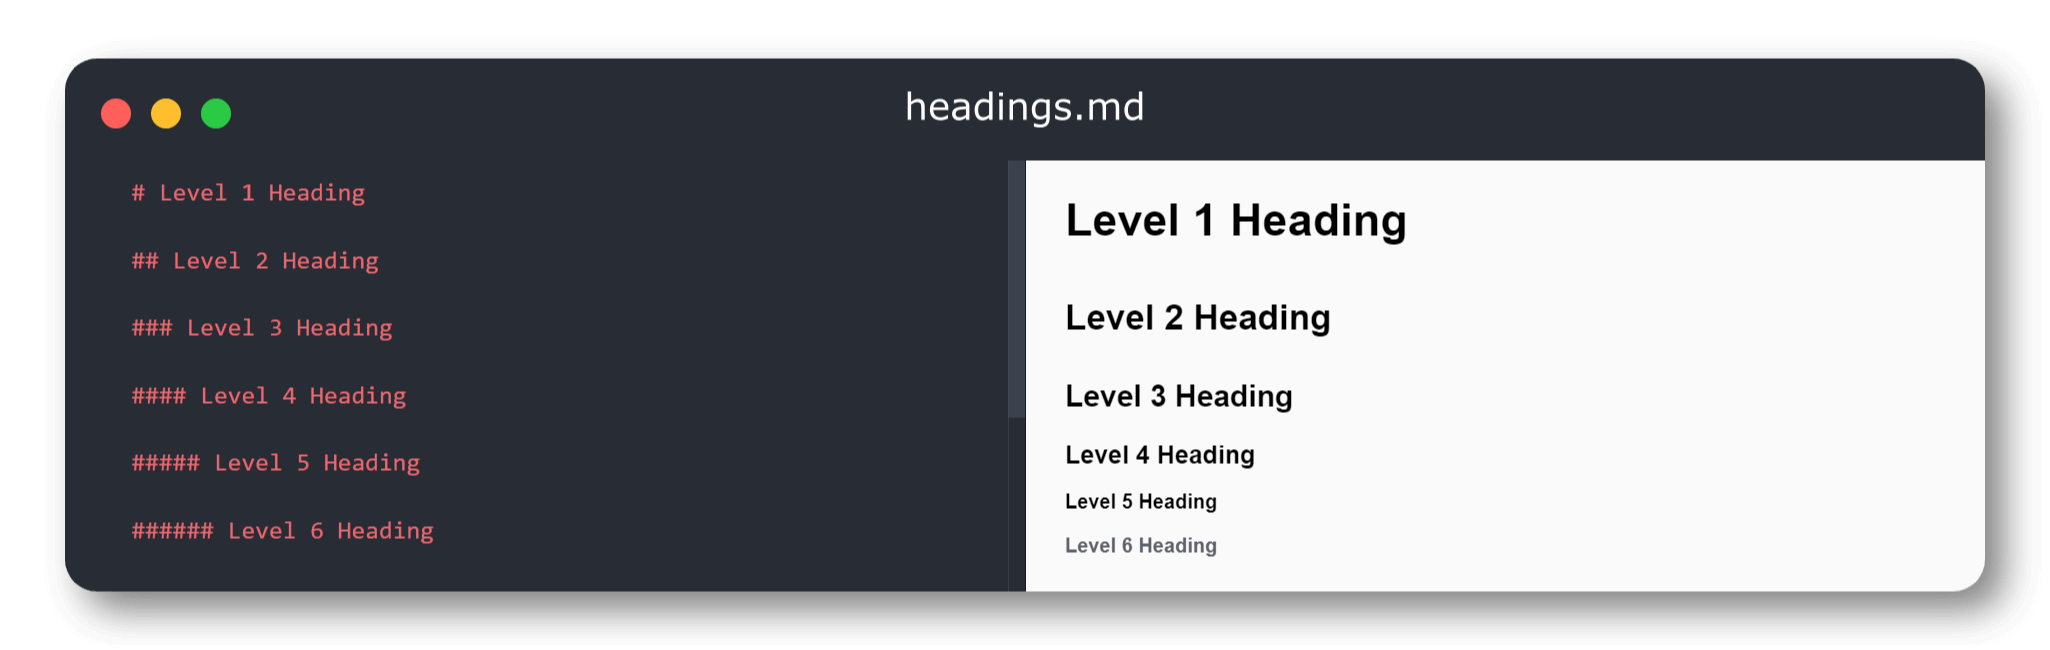 headings.md
# Level 1 Heading
## Level 2 Heading
### Level 3 Heading
#### Level 4 Heading
##### Level 5 Heading
###### Level 6 Heading
Level 1 Heading
Level 2 Heading
Level 3 Heading
Level 4 Heading
Level 5 Heading
Level 6 Heading